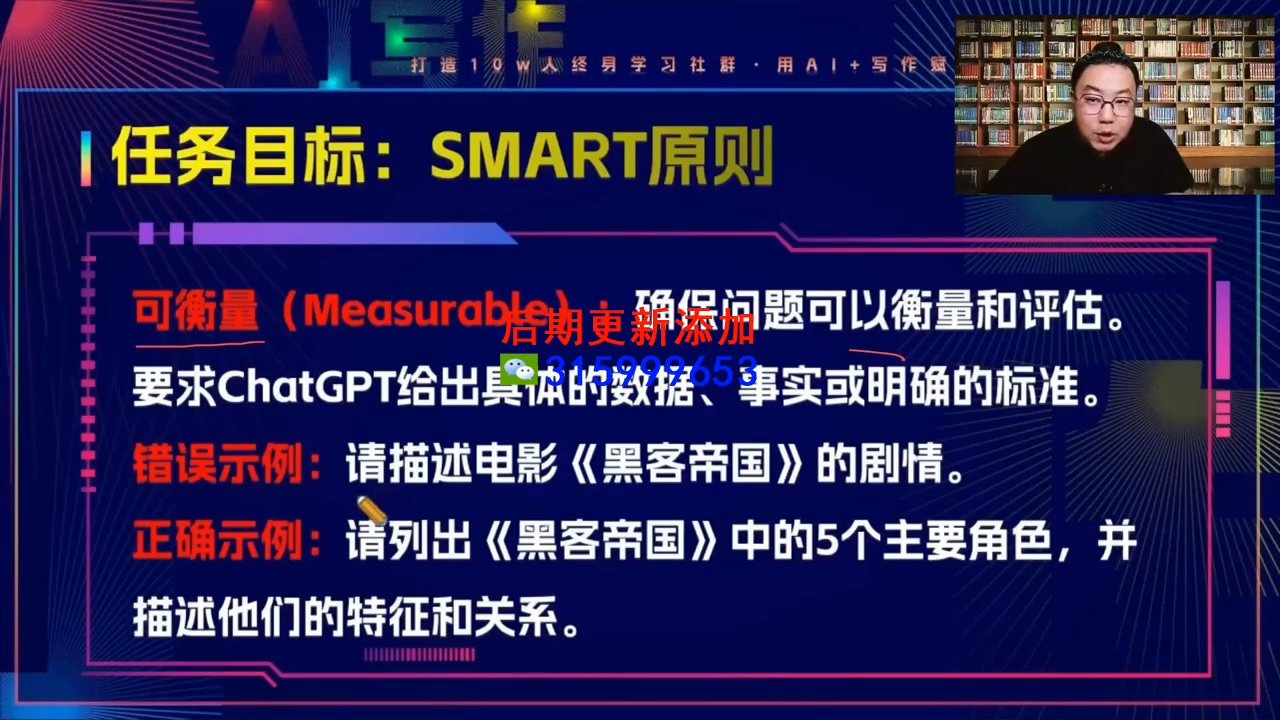 AI写作
打造10w人终身学习社群·用AI+写作赋
任务目标：SMART原则
可衡量（Measurable）：确保问题可以衡量和评估。
后期更新添加
315999653
要求ChatGPT给出具体的数据、事实或明确的标准。
错误示例：请描述电影《黑客帝国》的剧情。
正确示例：请列出《黑客帝国》中的5个主要角色，并
描述他们的特征和关系。